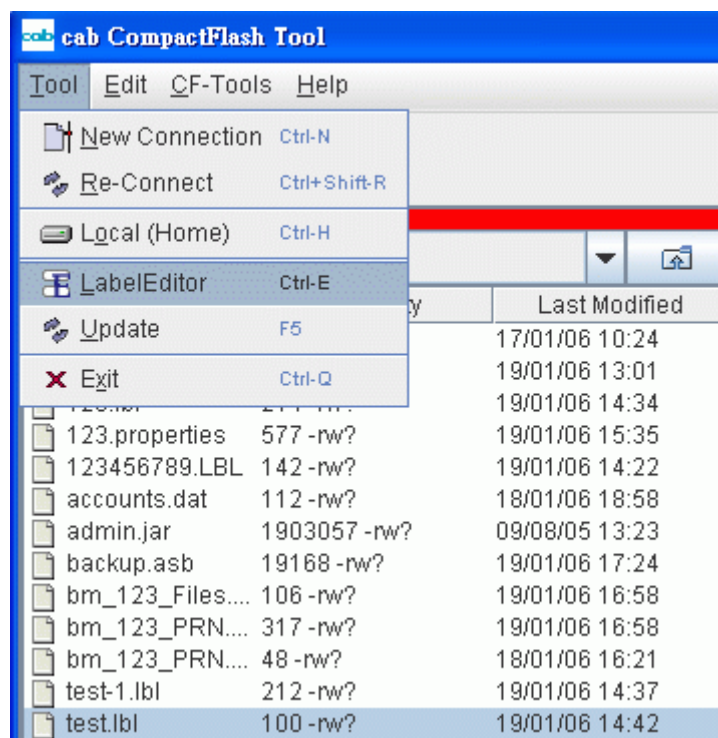 cab cab CompactFlash Tool
Tool Edit CF-Tools Help
New Connection Ctrl-N
Re-Connect Ctrl+Shift-R
Local (Home) Ctrl-H
LabelEditor Ctrl-E
y Last Modified
Update F5
17/01/06 10:24
Exit Ctrl-Q
19/01/06 13:01
19/01/06 14:34
123.properties 577 -rw? 19/01/06 15:35
123456789.LBL 142 -rw? 19/01/06 14:22
accounts.dat 112 -rw? 18/01/06 18:58
admin.jar 1903057 -rw? 09/08/05 13:23
backup.asb 19168 -rw? 19/01/06 17:24
bm_123_Files.... 106 -rw? 19/01/06 16:58
bm_123_PRN.... 317 -rw? 19/01/06 16:58
bm_123_PRN.... 48 -rw? 18/01/06 16:21
test-1.lbl 212 -rw? 19/01/06 14:37
test.lbl 100 -rw? 19/01/06 14:42